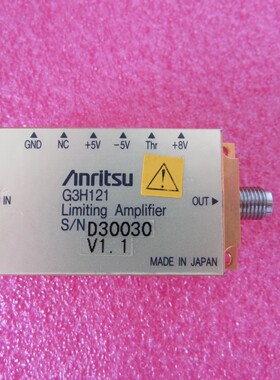 GND NC +5V -5V Thr +8V
Anritsu
IN
G3H121
OUT
Limiting Amplifier
S/N D30030
V1.1
MADE IN JAPAN